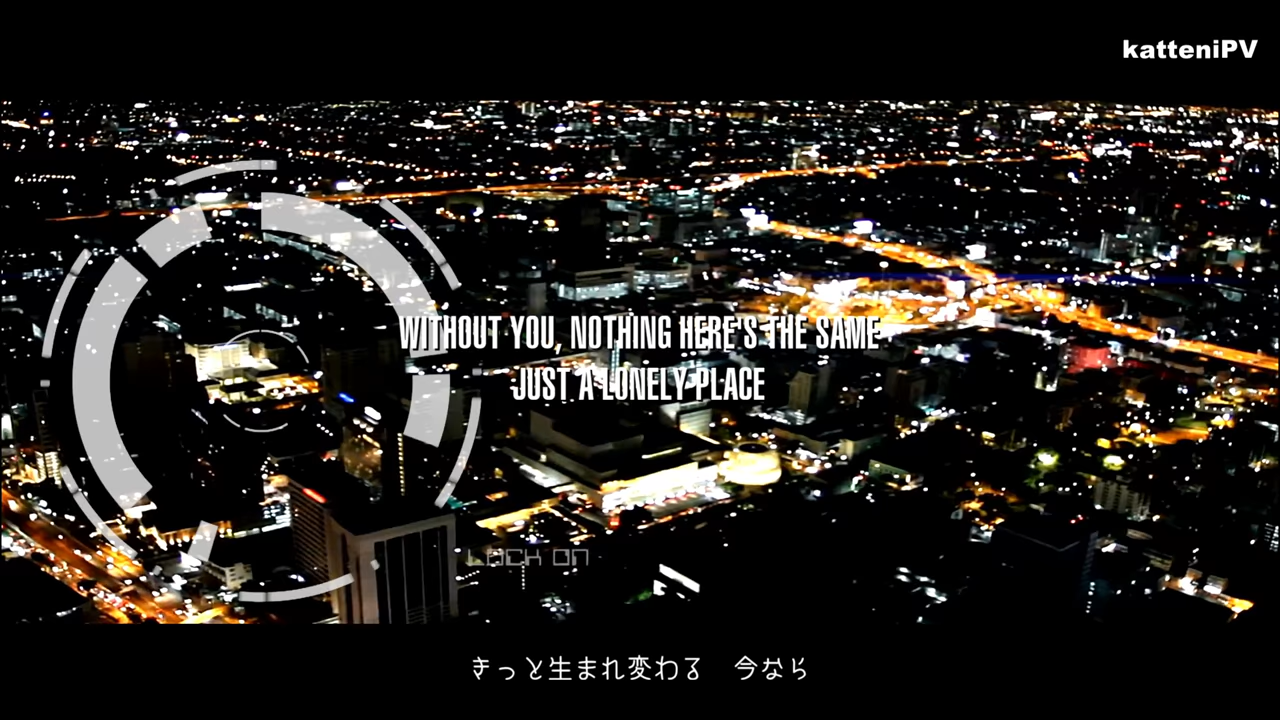 katteniPV
WITHOUT YOU, NOTHING HERE'S THE SAME
JUST A LONELY PLACE
LOCK ON
きっと生まれ変わる　今なら